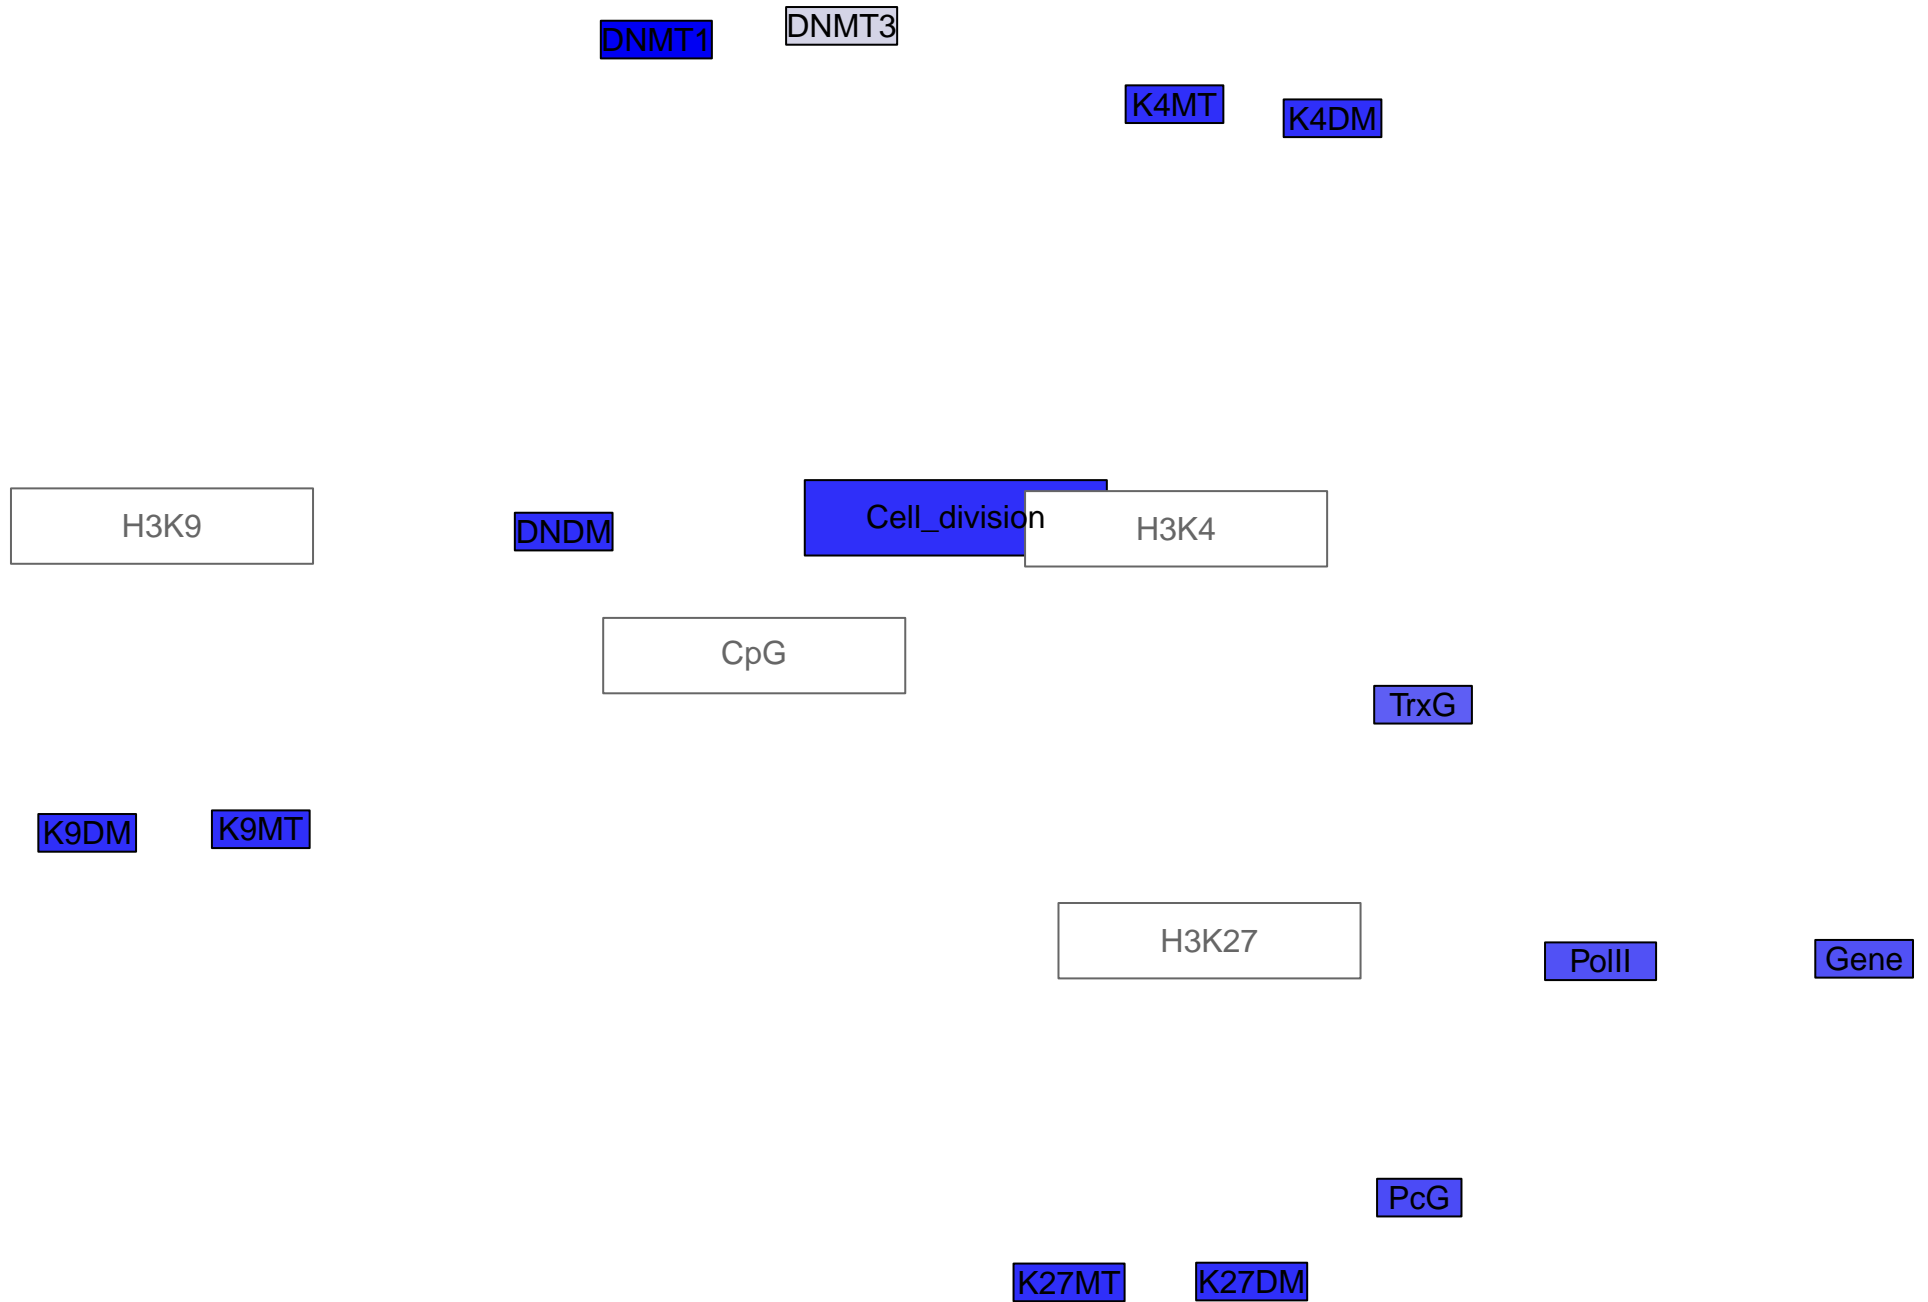 DNMT1
DNMT3
K4MT
K4DM
H3K9
DNDM
Cell_division
H3K4
CpG
TrxG
K9DM
K9MT
H3K27
PolII
Gene
PcG
K27MT
K27DM